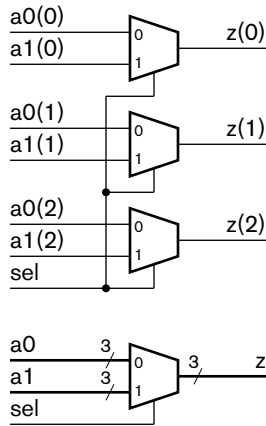 a0(0) z(0)
0
a1(0)
1
a0(1) z(1)
0
a1(1)
1
a0(2) z(2)
0
a1(2)
1
sel
a0 3 3 z
0
a1 3
1
sel